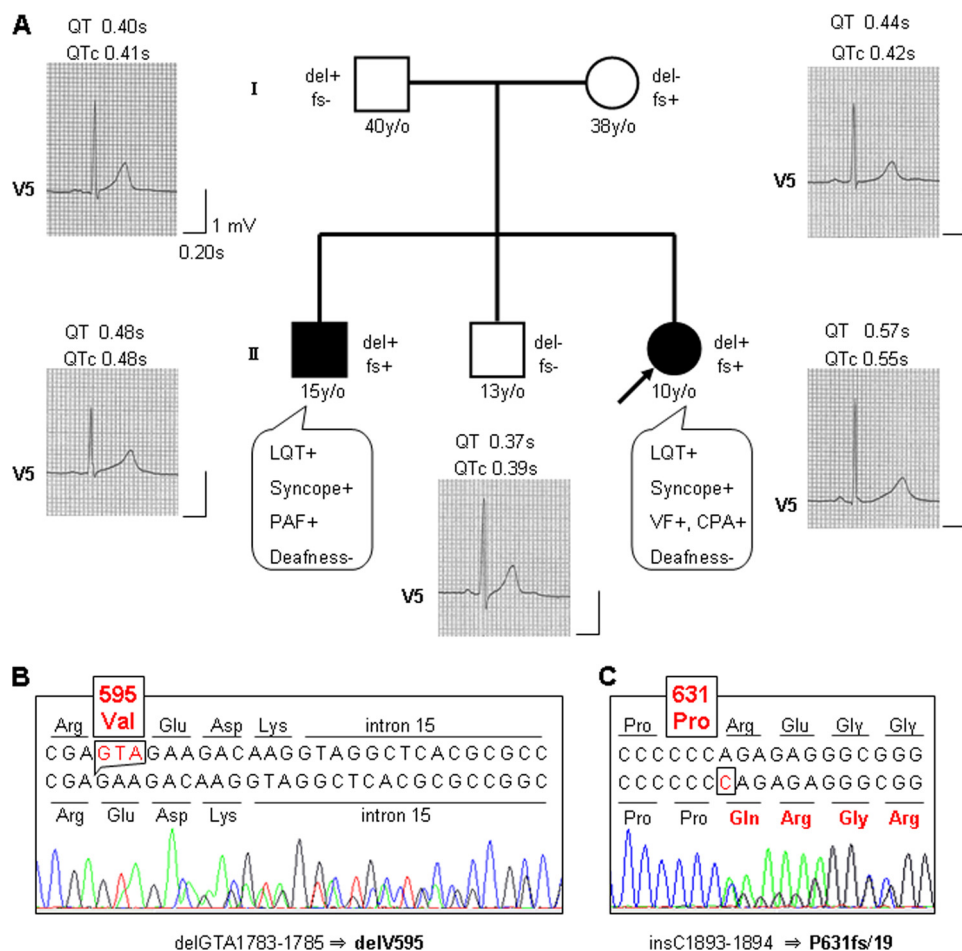 A
QT 0.40s
QTc 0.41s
V5
1 mV
0.20s
I
del+
fs-
40y/o
del-
fs+
38y/o
QT 0.44s
QTc 0.42s
V5
QT 0.48s
QTc 0.48s
V5
II
del+
fs+
15y/o
LQT+
Syncope+
PAF+
Deafness-
del-
fs-
13y/o
QT 0.37s
QTc 0.39s
V5
del+
fs+
10y/o
LQT+
Syncope+
VF+, CPA+
Deafness-
QT 0.57s
QTc 0.55s
V5
B
595
Val
Arg Glu Asp Lys intron 15
CGAGTAGAAGACAAGGTAGGCTCACGCGCC
CGAGAAGACAAGGTAGGCTCACGCGCCGGC
Arg Glu Asp Lys intron 15
delGTA1783-1785 ⇒ delV595
C
631
Pro
Pro Arg Glu Gly Gly
CCCCCCAGAGAGGGCGGG
CCCCCCCAGAGAGGGCGG
Pro Pro Gln Arg Gly Arg
insC1893-1894 ⇒ P631fs/19